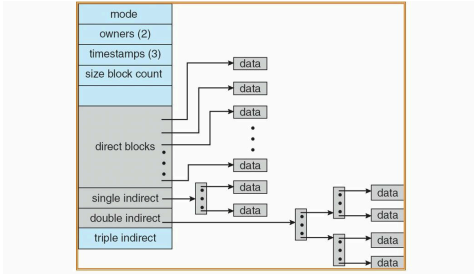 mode
owners (2)
timestamps (3)
size block count
direct blocks
single indirect
double indirect
triple indirect
data
data
data
data
data
data
data
data
data
data